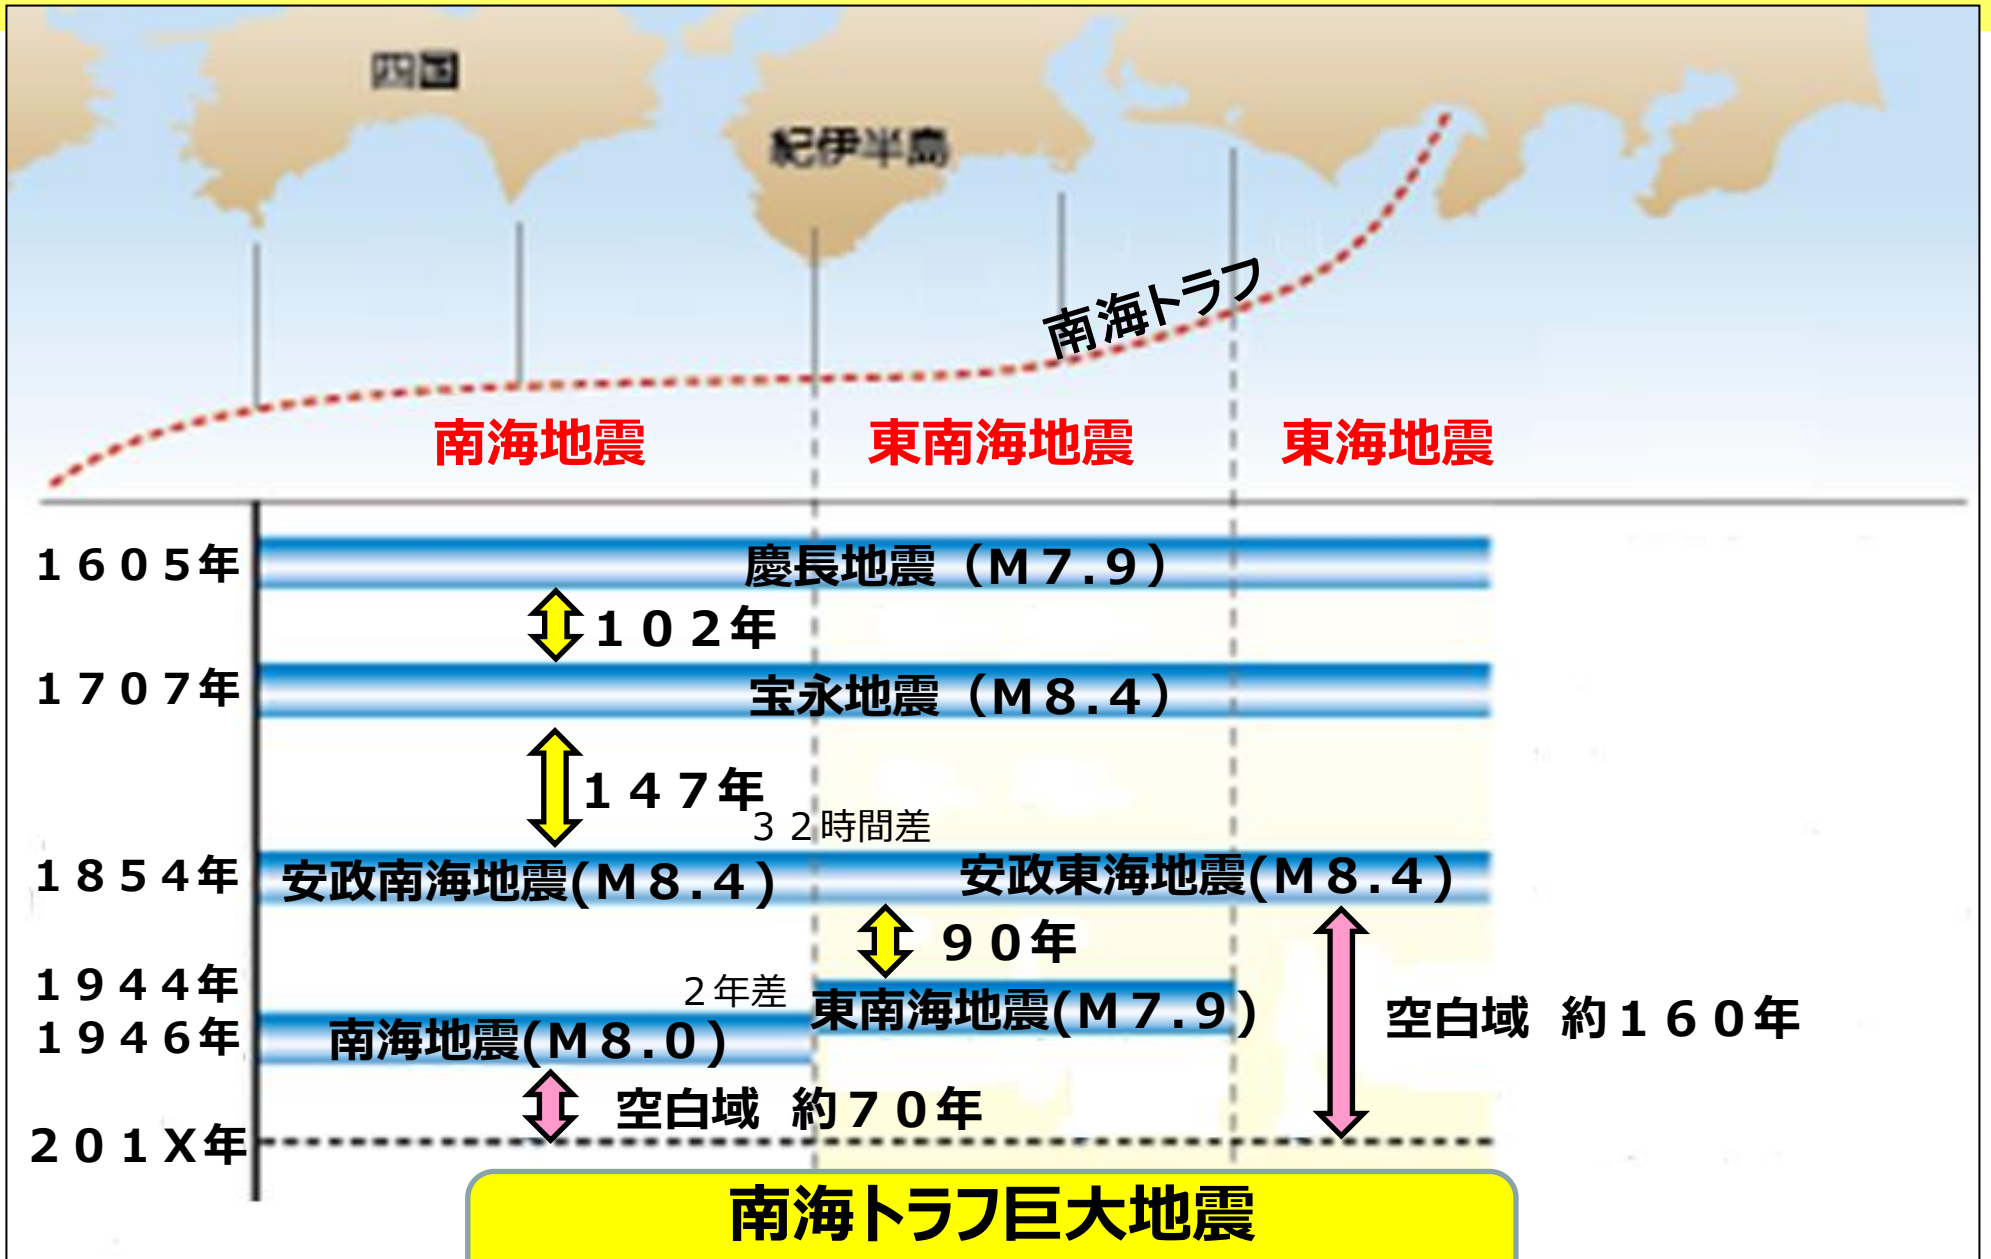 四国
紀伊半島
南海トラフ
南海地震
東南海地震
東海地震
1605年
慶長地震（M7.9）
102年
1707年
宝永地震（M8.4）
147年
32時間差
1854年
安政南海地震(M8.4)
安政東海地震(M8.4)
90年
1944年
2年差
東南海地震(M7.9)
空白域 約160年
1946年
南海地震(M8.0)
空白域 約70年
201X年
南海トラフ巨大地震